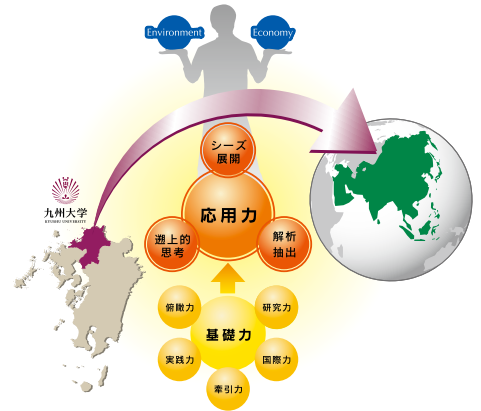 Environment
Economy
シーズ
展開
九州大学
KYUSHU UNIVERSITY
応用力
遡上的
思考
解析
抽出
俯瞰力
研究力
基礎力
実践力
国際力
牽引力